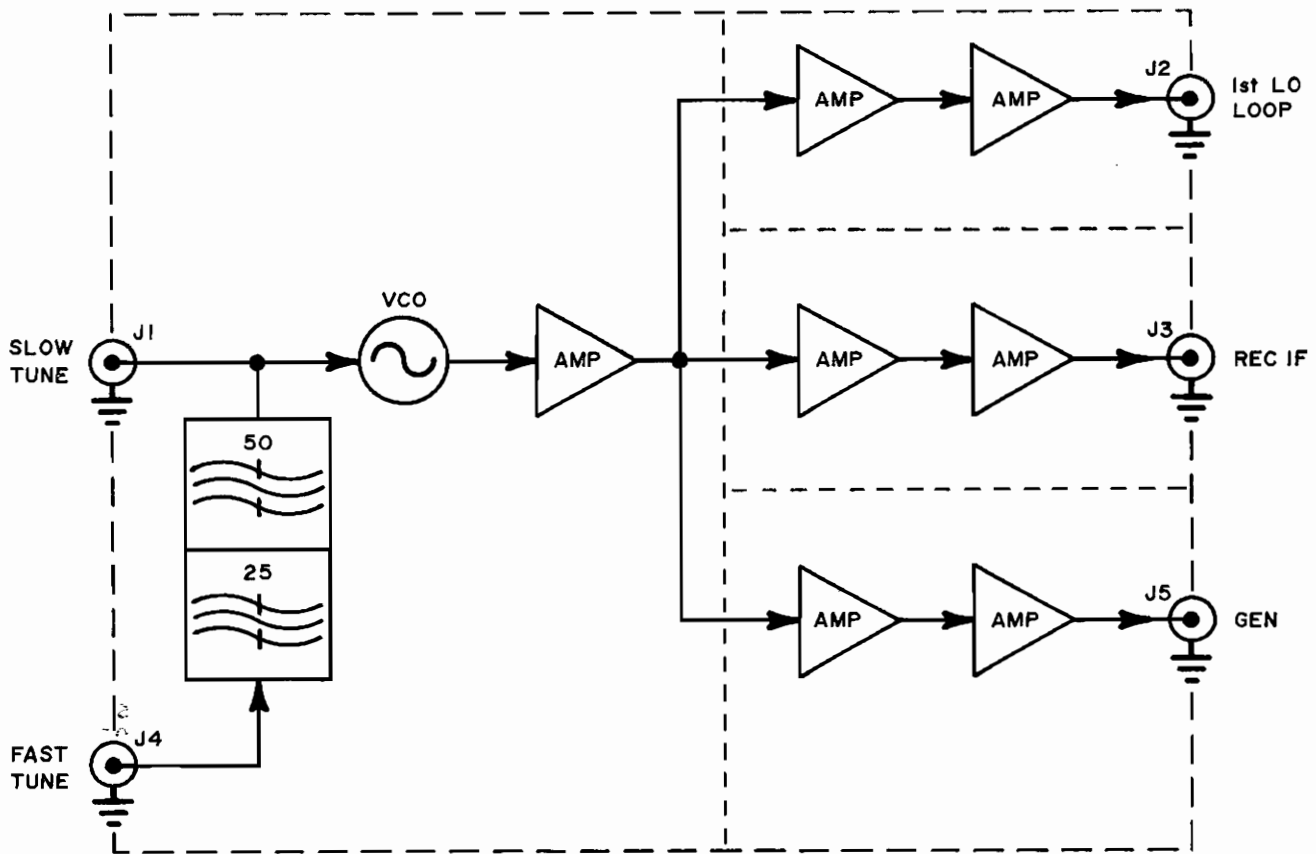 AMP
AMP
J2
1st LO
LOOP
VCO
J1
SLOW
TUNE
AMP
AMP
AMP
J3
REC IF
50
25
AMP
AMP
J5
GEN
J4
FAST
TUNE